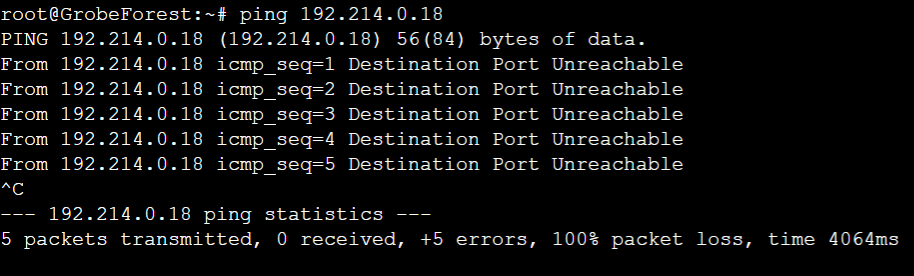 root@GrobeForest:~# ping 192.214.0.18
PING 192.214.0.18 (192.214.0.18) 56(84) bytes of data.
From 192.214.0.18 icmp_seq=1 Destination Port Unreachable
From 192.214.0.18 icmp_seq=2 Destination Port Unreachable
From 192.214.0.18 icmp_seq=3 Destination Port Unreachable
From 192.214.0.18 icmp_seq=4 Destination Port Unreachable
From 192.214.0.18 icmp_seq=5 Destination Port Unreachable
^C
--- 192.214.0.18 ping statistics ---
5 packets transmitted, 0 received, +5 errors, 100% packet loss, time 4064ms